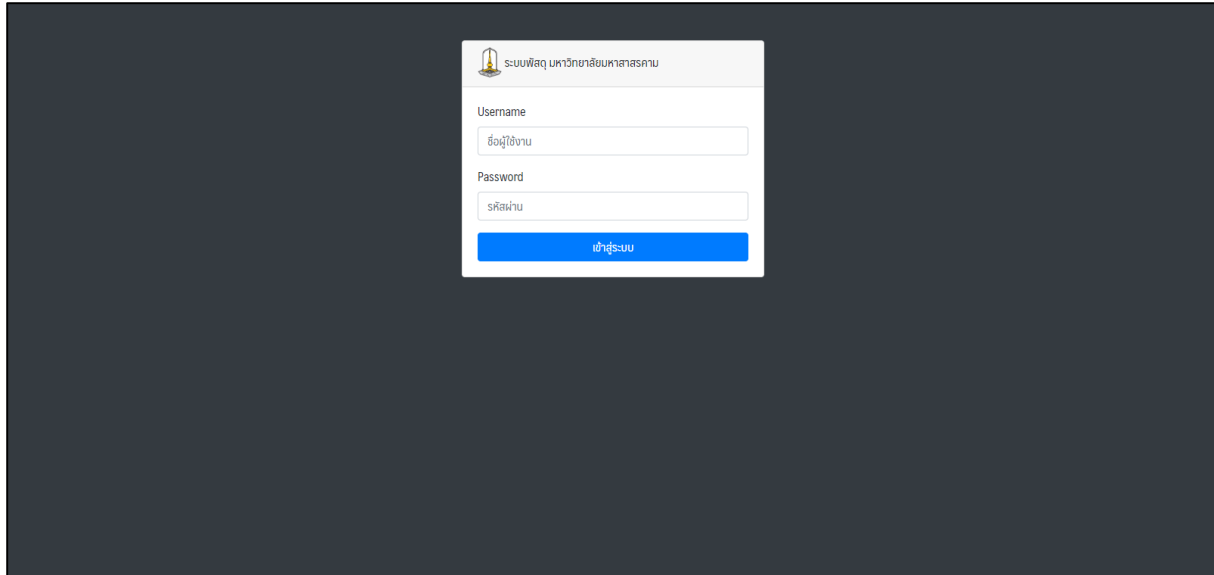 ระบบพัสดุ มหาวิทยาลัยมหาสารคาม
Username
ชื่อผู้ใช้งาน
Password
รหัสผ่าน
เข้าสู่ระบบ